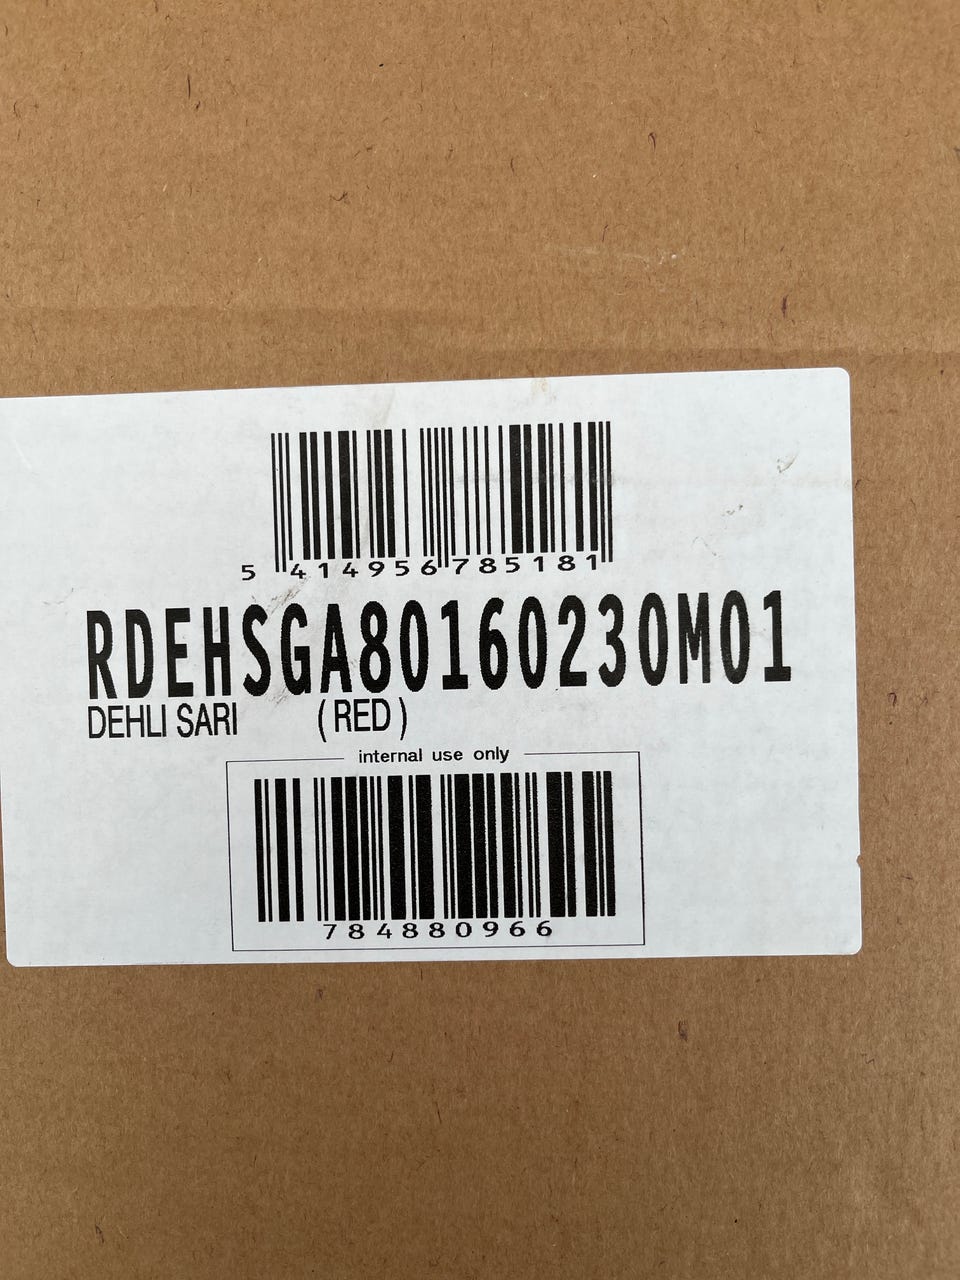 5 414956 785181
RDEHSGA80160230M01
DEHLI SARI (RED)
internal use only
784880966